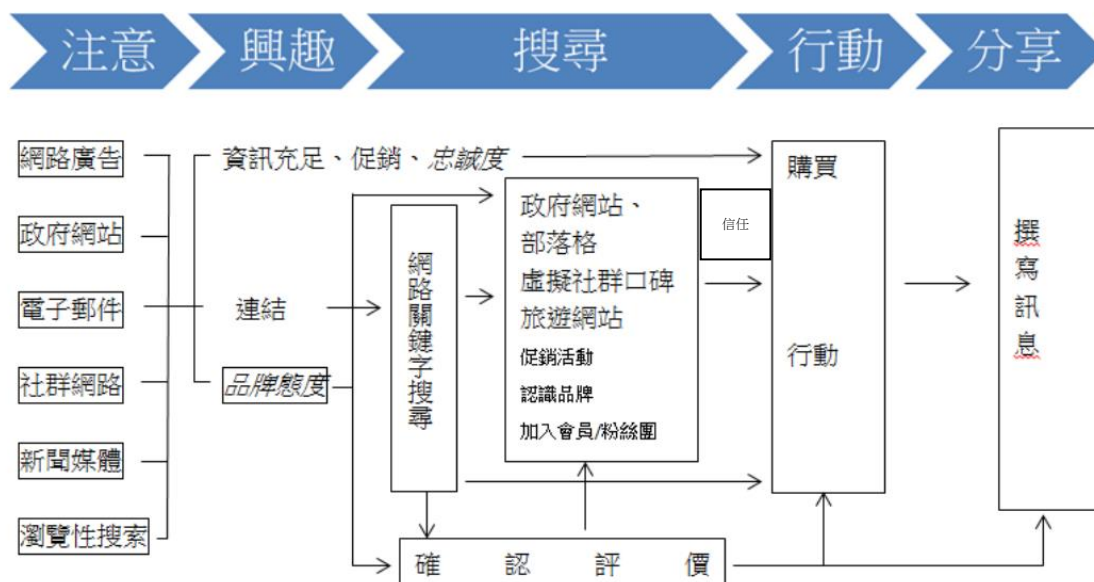 注意
興趣
搜尋
行動
分享
網路廣告
政府網站
電子郵件
社群網路
新聞媒體
瀏覽性搜索
資訊充足、促銷、忠誠度
連結
品牌態度
網路關鍵字搜尋
政府網站、
部落格
虛擬社群口碑
旅遊網站
促銷活動
認識品牌
加入會員/粉絲團
信任
購買
行動
撰寫訊息
確認評價